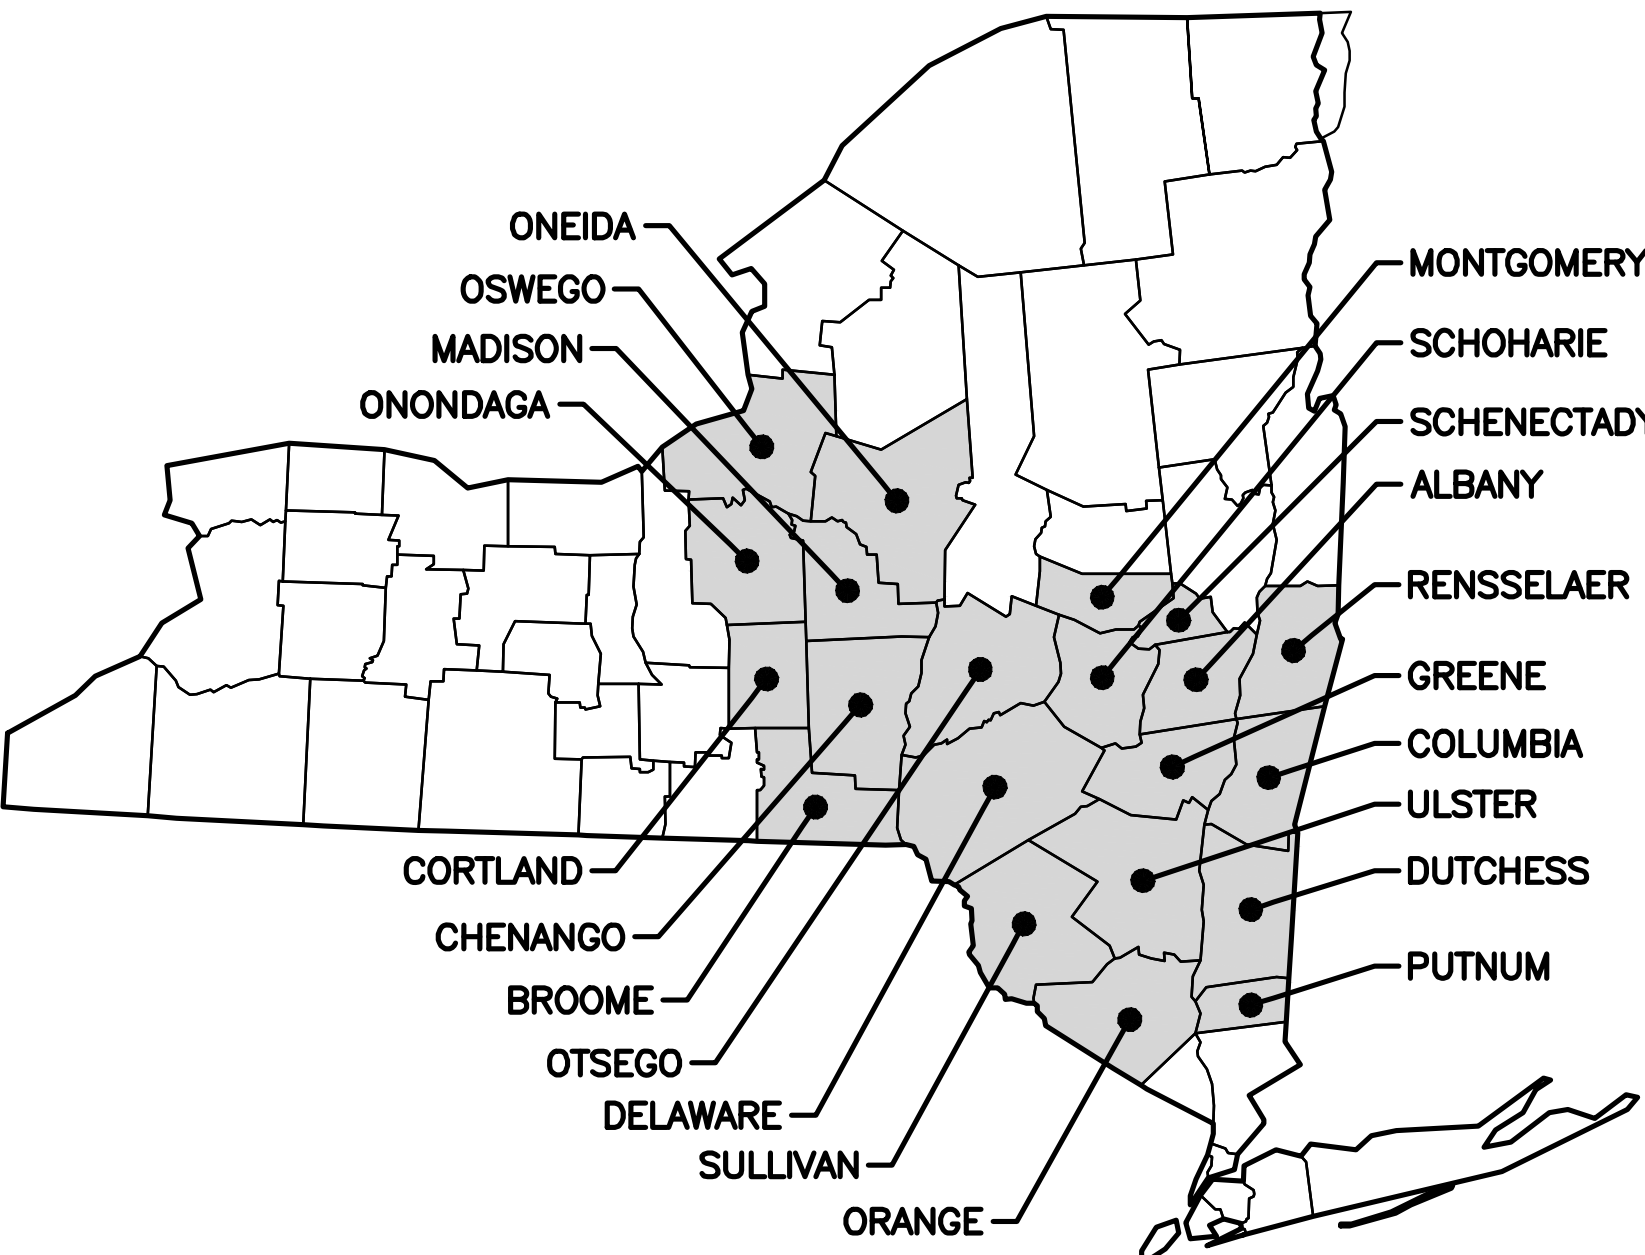 ONEIDA
OSWEGO
MADISON
ONONDAGA
MONTGOMERY
SCHOHARIE
SCHENECTADY
ALBANY
RENSSELAER
GREENE
COLUMBIA
ULSTER
DUTCHESS
PUTNUM
CORTLAND
CHENANGO
BROOME
OTSEGO
DELAWARE
SULLIVAN
ORANGE